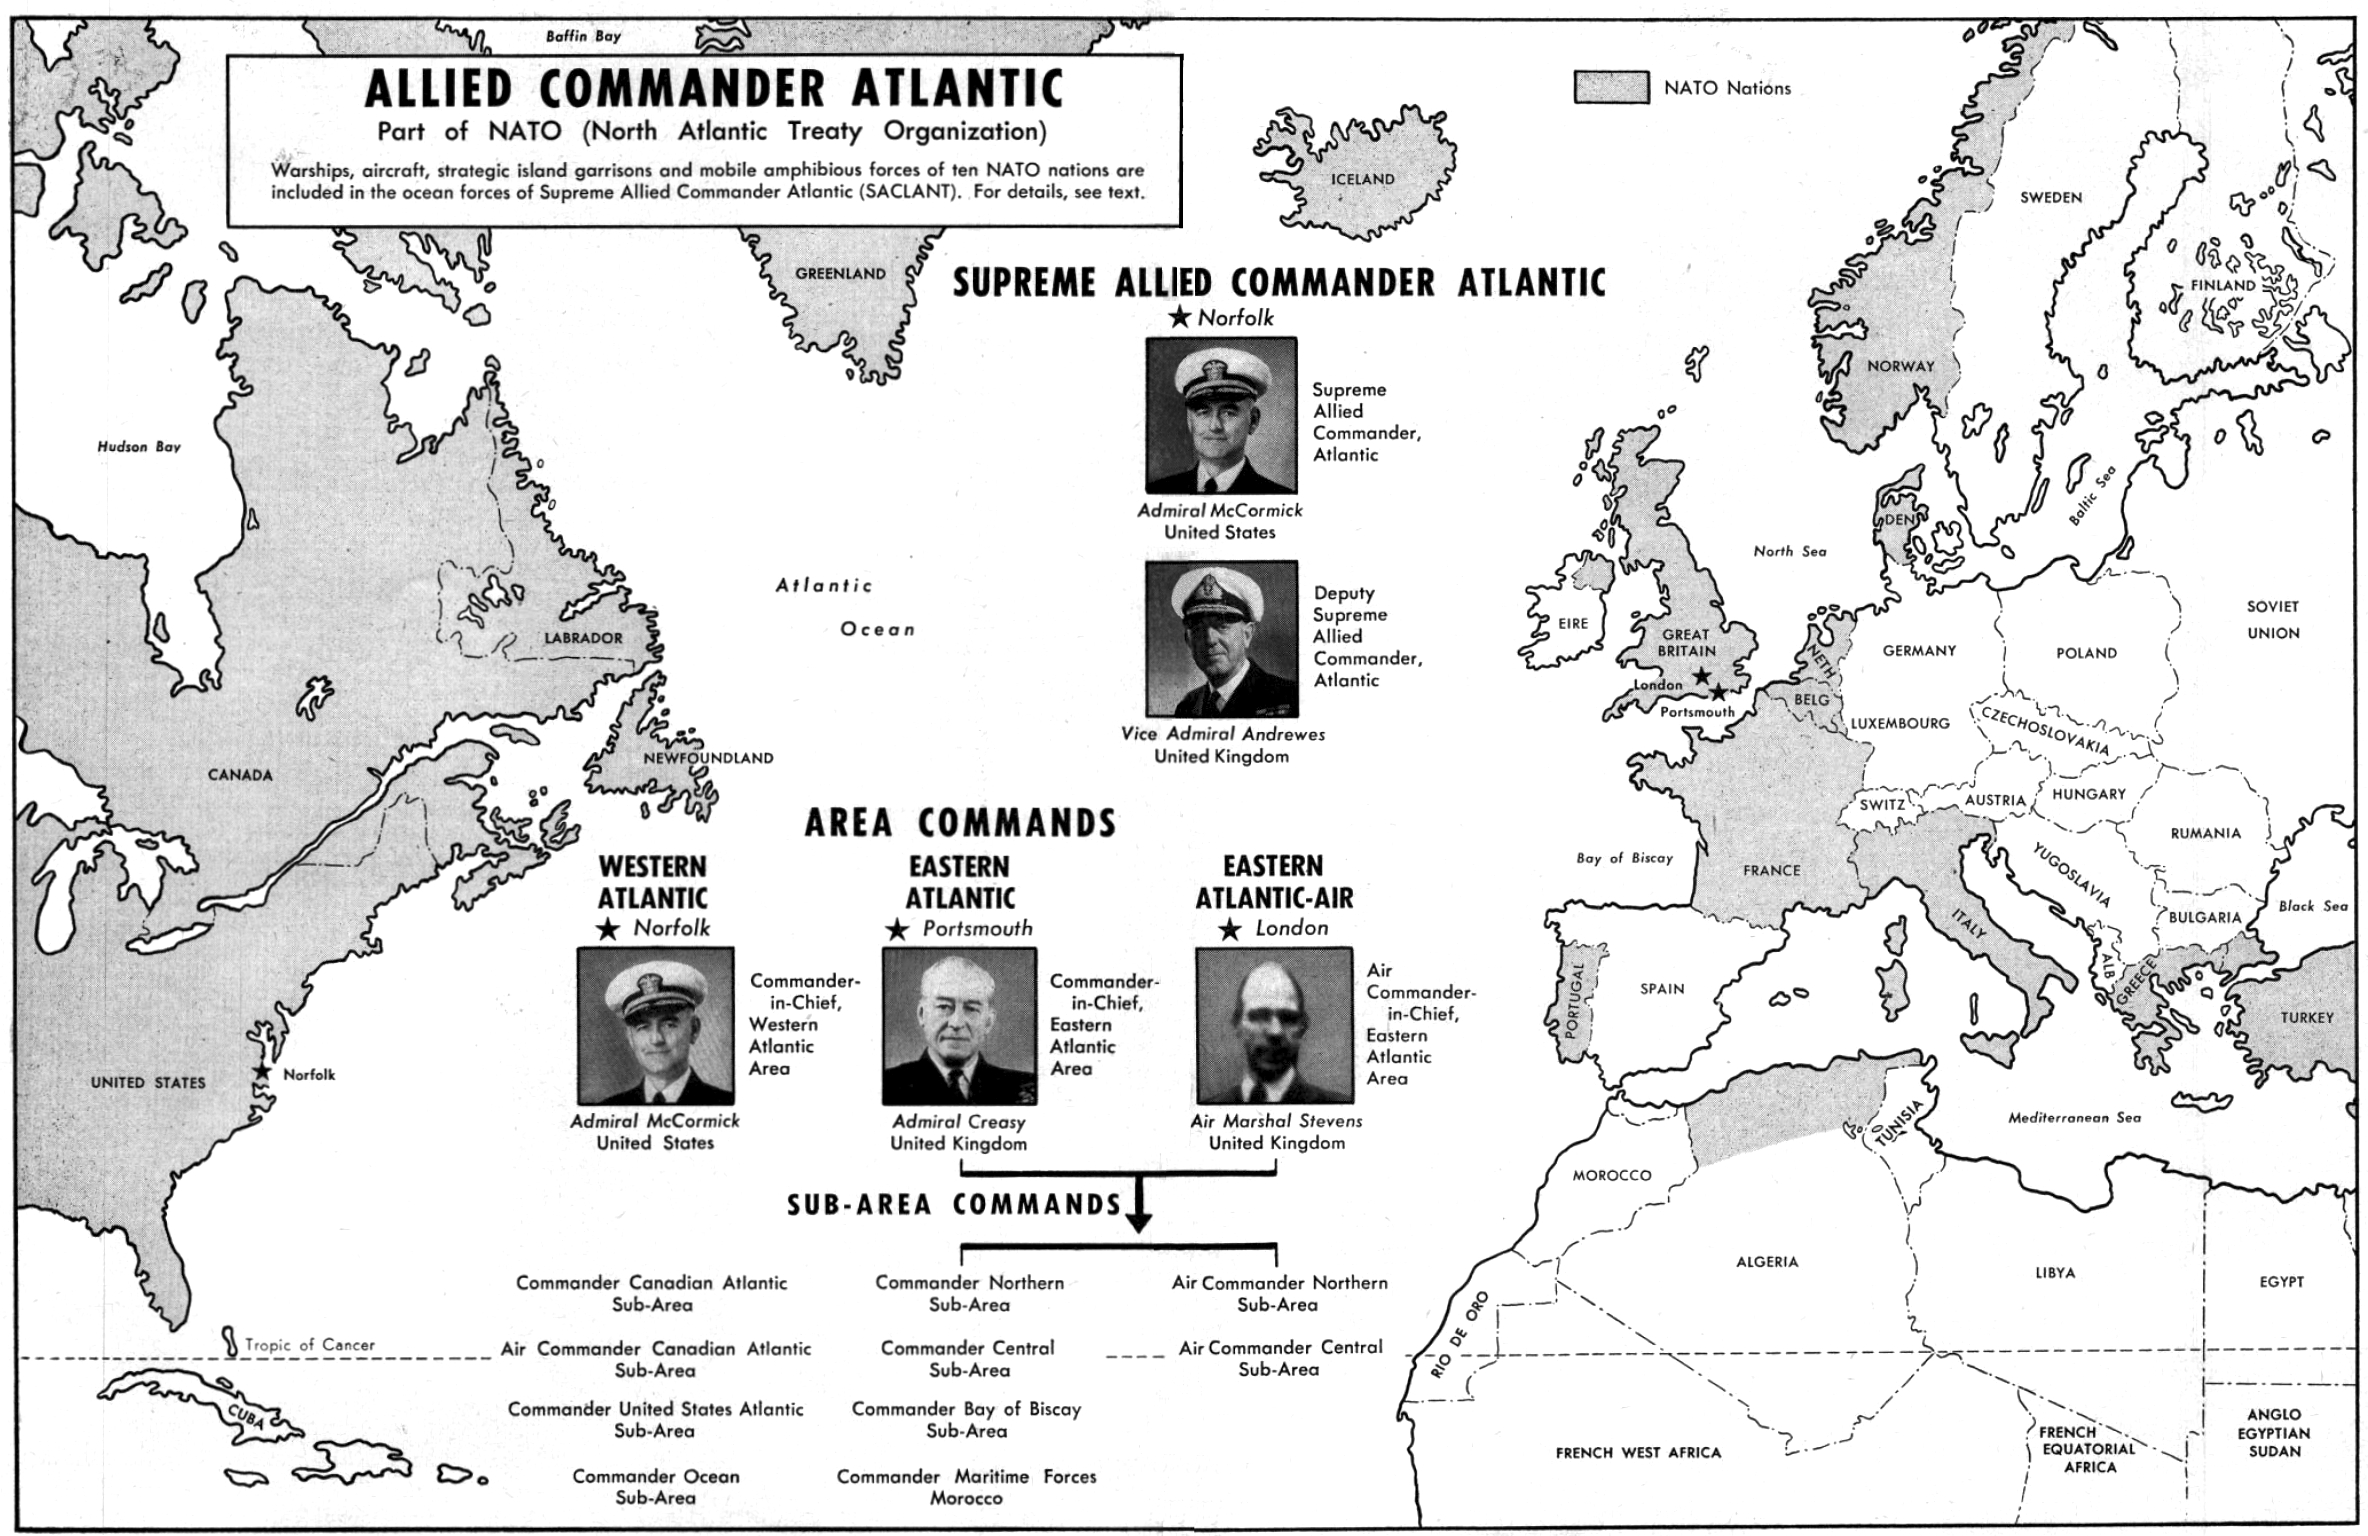 Baffin Bay
ALLIED COMMANDER ATLANTIC
Part of NATO (North Atlantic Treaty Organization)
Warships, aircraft, strategic island garrisons and mobile amphibious forces of ten NATO nations are
included in the ocean forces of Supreme Allied Commander Atlantic (SACLANT). For details, see text.
NATO Nations
ICELAND
SWEDEN
GREENLAND
FINLAND
NORWAY
SUPREME ALLIED COMMANDER ATLANTIC
Norfolk
Supreme
Allied
Commander,
Atlantic
Admiral McCormick
United States
Deputy
Supreme
Allied
Commander,
Atlantic
Vice Admiral Andrewes
United Kingdom
Hudson Bay
Atlantic
Ocean
LABRADOR
NEWFOUNDLAND
CANADA
UNITED STATES
Norfolk
Baltic Sea
DEN
North Sea
EIRE
GREAT
BRITAIN
London
Portsmouth
NETH
BELG
LUXEMBOURG
GERMANY
POLAND
SOVIET
UNION
CZECHOSLOVAKIA
SWITZ
AUSTRIA
HUNGARY
RUMANIA
Bay of Biscay
FRANCE
YUGOSLAVIA
BULGARIA
Black Sea
ITALY
ALB
GREECE
TURKEY
PORTUGAL
SPAIN
Mediterranean Sea
AREA COMMANDS
WESTERN
ATLANTIC
Norfolk
Commander-
in-Chief,
Western
Atlantic
Area
Admiral McCormick
United States
EASTERN
ATLANTIC
Portsmouth
Commander-
in-Chief,
Eastern
Atlantic
Area
Admiral Creasy
United Kingdom
EASTERN
ATLANTIC-AIR
London
Air
Commander-
in-Chief,
Eastern
Atlantic
Area
Air Marshal Stevens
United Kingdom
SUB-AREA COMMANDS
Commander Canadian Atlantic
Sub-Area
Air Commander Canadian Atlantic
Sub-Area
Commander United States Atlantic
Sub-Area
Commander Ocean
Sub-Area
Commander Northern
Sub-Area
Commander Central
Sub-Area
Commander Bay of Biscay
Sub-Area
Commander Maritime Forces
Morocco
Air Commander Northern
Sub-Area
Air Commander Central
Sub-Area
Tropic of Cancer
CUBA
MOROCCO
TUNISIA
ALGERIA
LIBYA
EGYPT
RIO DE ORO
FRENCH WEST AFRICA
FRENCH
EQUATORIAL
AFRICA
ANGLO
EGYPTIAN
SUDAN